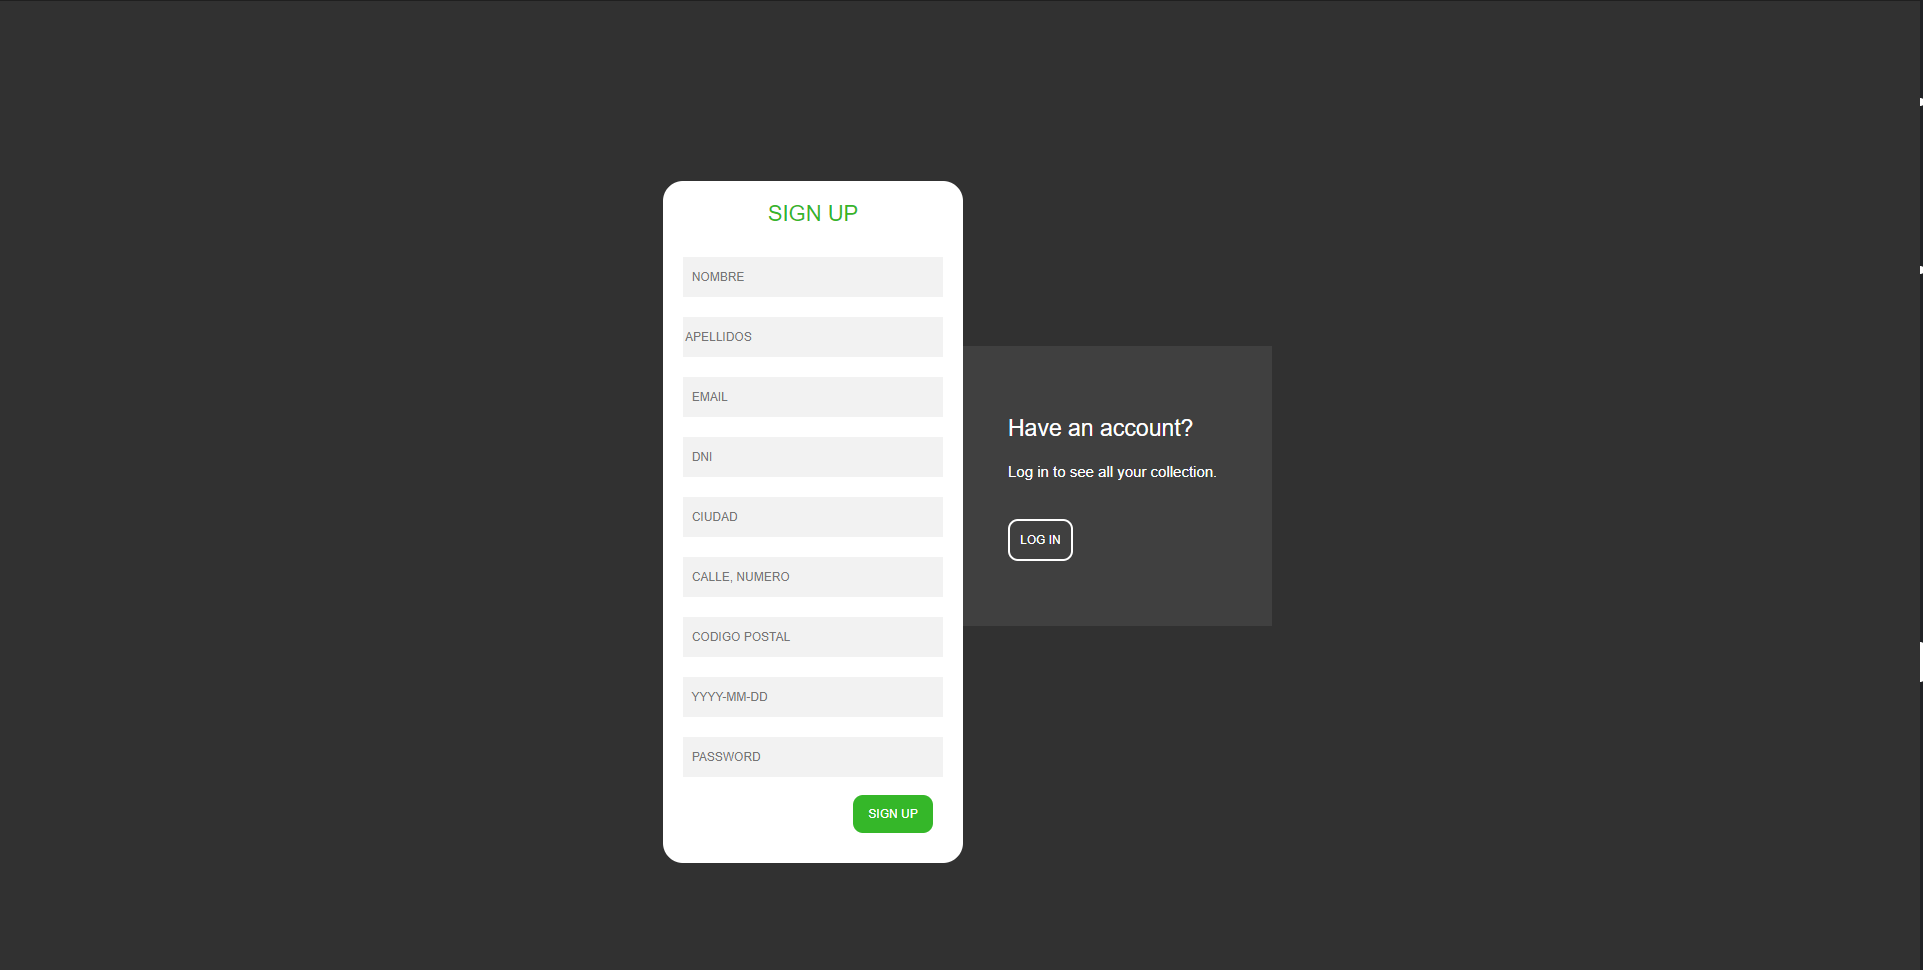 SIGN UP
NOMBRE
APELLIDOS
EMAIL
DNI
CIUDAD
CALLE, NUMERO
CODIGO POSTAL
YYYY-MM-DD
PASSWORD
SIGN UP
Have an account?
Log in to see all your collection.
LOG IN